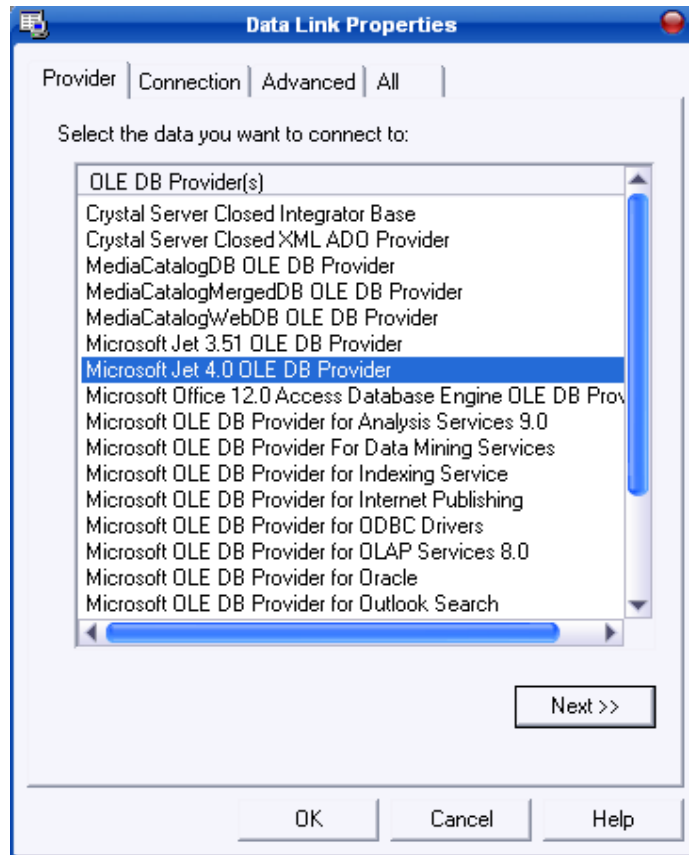 Data Link Properties
Provider Connection Advanced All
Select the data you want to connect to:
OLE DB Provider(s)
Crystal Server Closed Integrator Base
Crystal Server Closed XML ADO Provider
MediaCatalogDB OLE DB Provider
MediaCatalogMergedDB OLE DB Provider
MediaCatalogWebDB OLE DB Provider
Microsoft Jet 3.51 OLE DB Provider
Microsoft Jet 4.0 OLE DB Provider
Microsoft Office 12.0 Access Database Engine OLE DB Prov
Microsoft OLE DB Provider for Analysis Services 9.0
Microsoft OLE DB Provider For Data Mining Services
Microsoft OLE DB Provider for Indexing Service
Microsoft OLE DB Provider for Internet Publishing
Microsoft OLE DB Provider for ODBC Drivers
Microsoft OLE DB Provider for OLAP Services 8.0
Microsoft OLE DB Provider for Oracle
Microsoft OLE DB Provider for Outlook Search
Next >>
OK Cancel Help